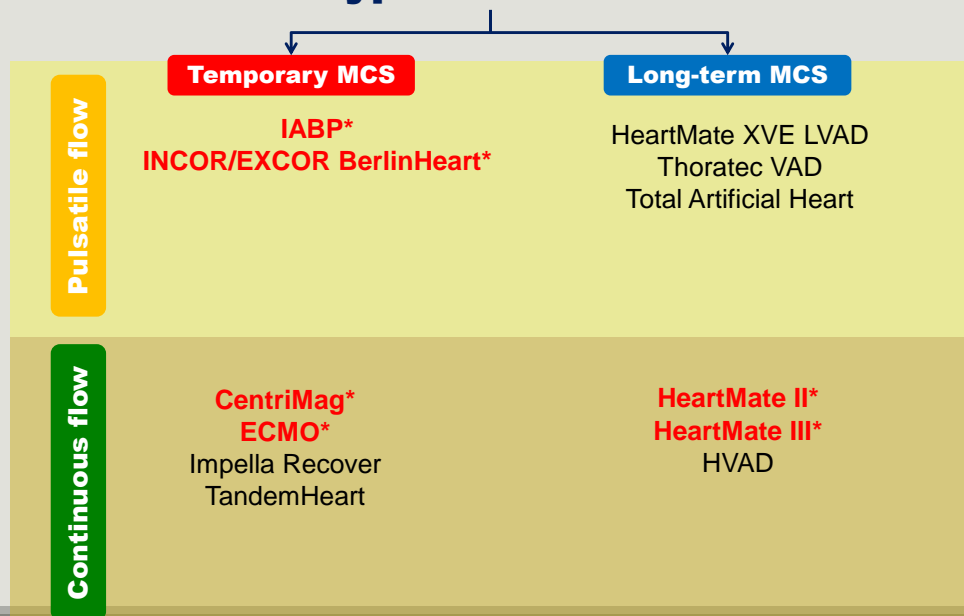 Temporary MCS
Long-term MCS
Pulsatile flow
IABP*
INCOR/EXCOR BerlinHeart*
HeartMate XVE LVAD
Thoratec VAD
Total Artificial Heart
Continuous flow
CentriMag*
ECMO*
Impella Recover
TandemHeart
HeartMate II*
HeartMate III*
HVAD